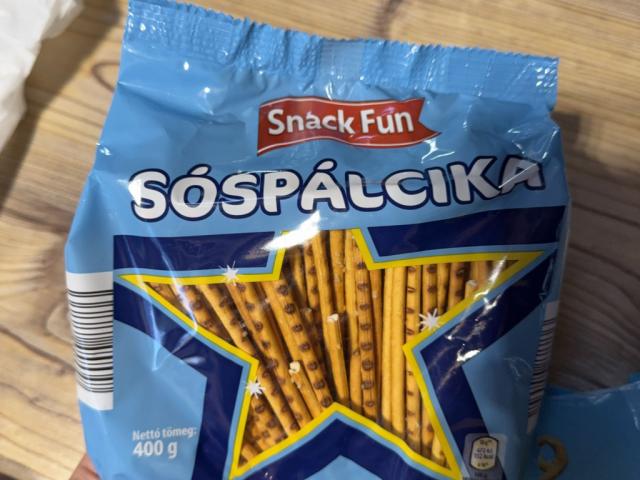 Snack Fun
SÓSPÁLCIKA
Nettó tömeg:
400 g